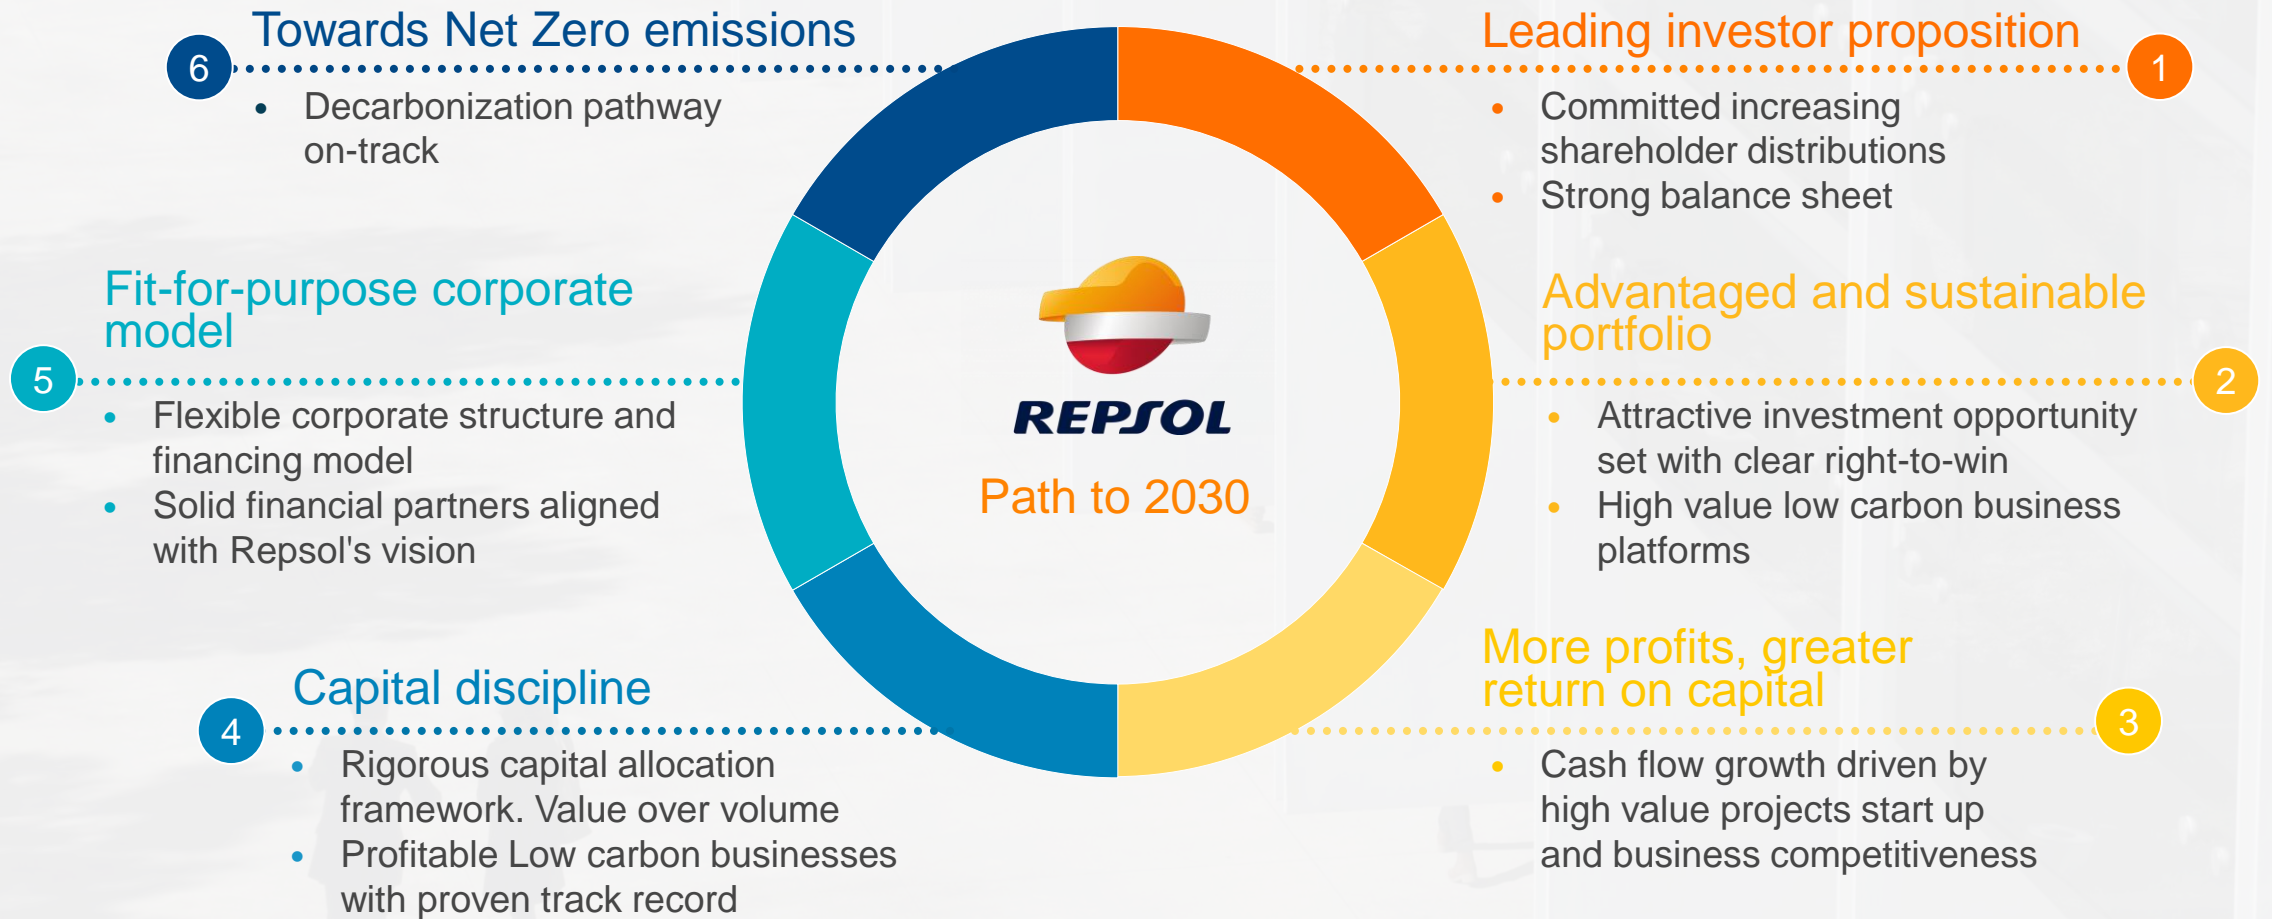 Leading investor proposition
1
• Committed increasing
shareholder distributions
• Strong balance sheet
Advantaged and sustainable
portfolio
2
• Attractive investment opportunity
set with clear right-to-win
• High value low carbon business
platforms
More profits, greater
return on capital
3
• Cash flow growth driven by
high value projects start up
and business competitiveness
Capital discipline
4
• Rigorous capital allocation
framework. Value over volume
• Profitable Low carbon businesses
with proven track record
Fit-for-purpose corporate
model
5
• Flexible corporate structure and
financing model
• Solid financial partners aligned
with Repsol's vision
Towards Net Zero emissions
6
• Decarbonization pathway
on-track
REPSOL
Path to 2030